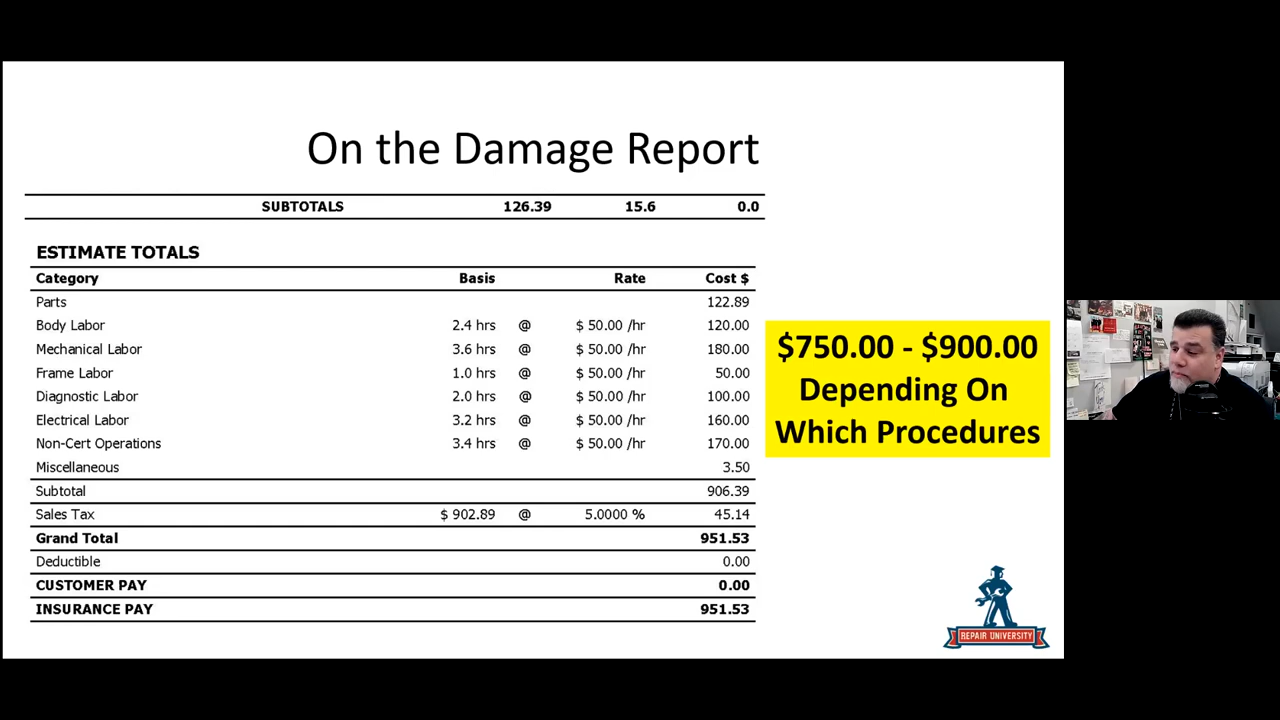 On the Damage Report
SUBTOTALS 126.39 15.6 0.0
ESTIMATE TOTALS
Category Basis Rate Cost $
Parts 122.89
Body Labor 2.4 hrs @ $ 50.00 /hr 120.00
Mechanical Labor 3.6 hrs @ $ 50.00 /hr 180.00
Frame Labor 1.0 hrs @ $ 50.00 /hr 50.00
Diagnostic Labor 2.0 hrs @ $ 50.00 /hr 100.00
Electrical Labor 3.2 hrs @ $ 50.00 /hr 160.00
Non-Cert Operations 3.4 hrs @ $ 50.00 /hr 170.00
Miscellaneous 3.50
Subtotal 906.39
Sales Tax $ 902.89 @ 5.0000 % 45.14
Grand Total 951.53
Deductible 0.00
CUSTOMER PAY 0.00
INSURANCE PAY 951.53
$750.00 - $900.00
Depending On
Which Procedures
REPAIR UNIVERSITY